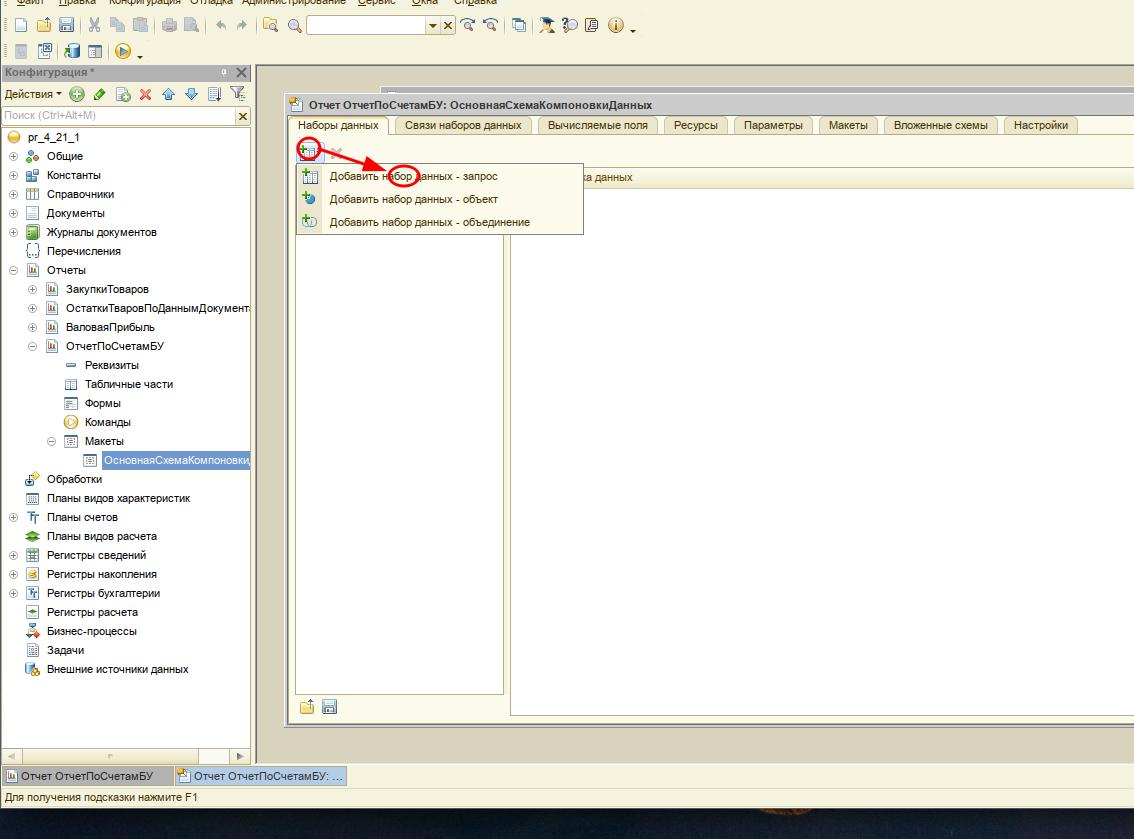 Файл Правка Конфигурация Отладка Администрирование Сервис Окна Справка
Конфигурация *
Действия
Поиск (Ctrl+Alt+M)
pr_4_21_1
Общие
Константы
Справочники
Документы
Журналы документов
Перечисления
Отчеты
ЗакупкиТоваров
ОстаткиТваровПоДаннымДокумент
ВаловаяПрибыль
ОтчетПоСчетамБУ
Реквизиты
Табличные части
Формы
Команды
Макеты
ОсновнаяСхемаКомпоновки
Обработки
Планы видов характеристик
Планы счетов
Планы видов расчета
Регистры сведений
Регистры накопления
Регистры бухгалтерии
Регистры расчета
Бизнес-процессы
Задачи
Внешние источники данных
Отчет ОтчетПоСчетамБУ: ОсновнаяСхемаКомпоновкиДанных
Наборы данных Связи наборов данных Вычисляемые поля Ресурсы Параметры Макеты Вложенные схемы Настройки
Добавить набор данных - запрос
Добавить набор данных - объект
Добавить набор данных - объединение
ка данных
Отчет ОтчетПоСчетамБУ Отчет ОтчетПоСчетамБУ: ...
Для получения подсказки нажмите F1